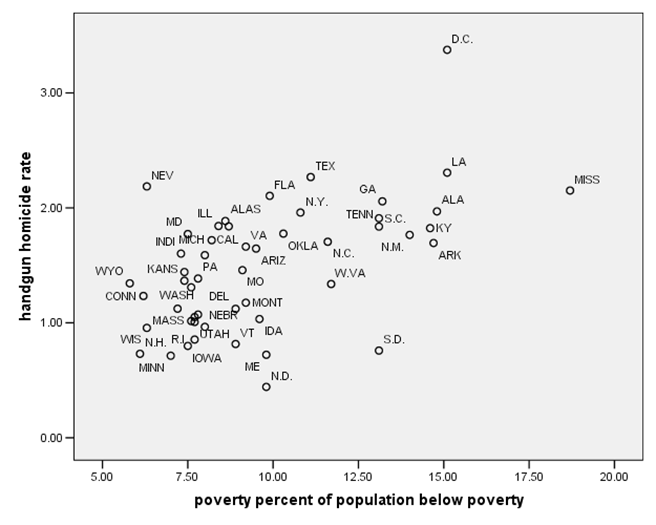 D.C.
3.00
LA
TEX
NEV
MISS
FLA
GA
ALA
N.Y.
ILL
ALAS
TENN
S.C.
2.00
MD
KY
INDI
MICH
CAL
VA
OKLA
N.M.
N.C.
ARK
ARIZ
WYO
KANS
PA
W.VA
MO
CONN
WASH
DEL
MONT
MASS
NEBR
1.00
IDA
WIS
N.H.
R.I.
UTAH
VT
S.D.
MINN
IOWA
ME
N.D.
0.00
handgun homicide rate
5.00 7.50 10.00 12.50 15.00 17.50 20.00
poverty percent of population below poverty